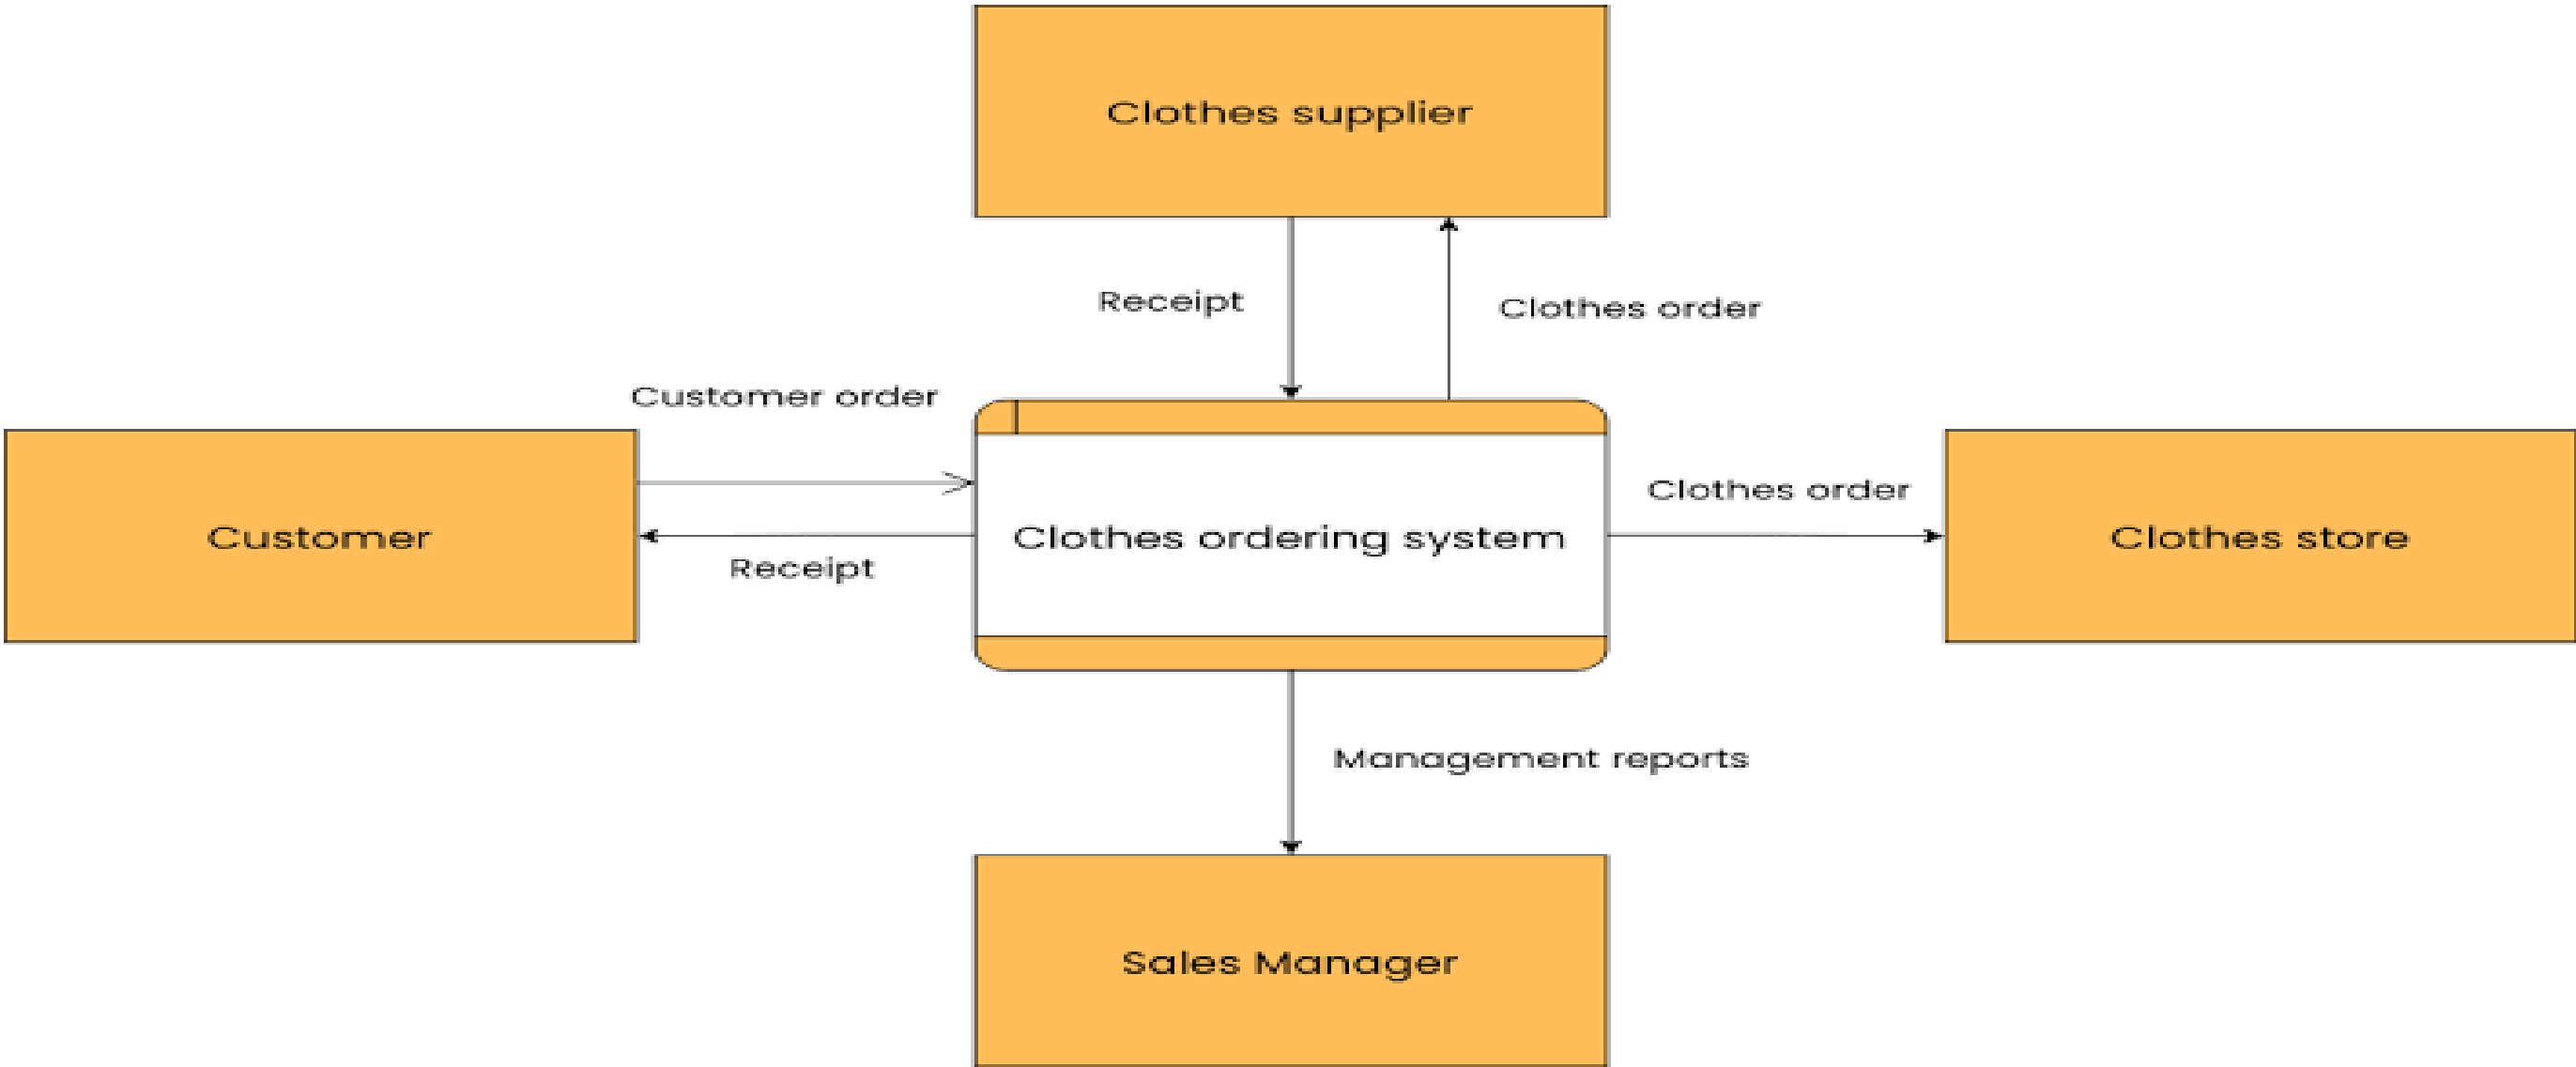 Clothes supplier
Receipt
Clothes order
Customer order
Customer
Receipt
Clothes ordering system
Clothes order
Clothes store
Management reports
Sales Manager